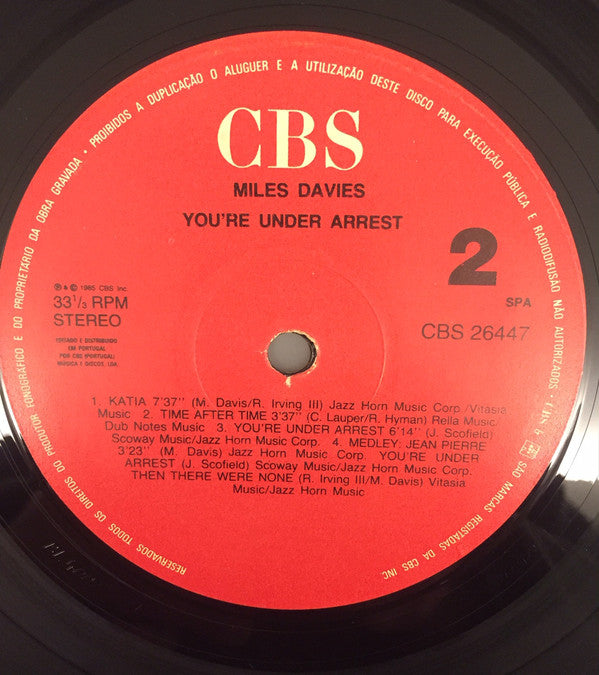 • PROIBIDOS A DUPLICAÇÃO O ALUGUER E A UTILIZAÇÃO DESTE DISCO PARA EXECUÇÃO PÚBLICA E RADIODIFUSÃO NÃO AUTORIZADOS •
CBS
MILES DAVIES
YOU'RE UNDER ARREST
2
℗ & © 1985 CBS Inc.
33 1/3 RPM
STEREO
SPA
CBS 26447
EDITADO E DISTRIBUIDO
EM PORTUGAL
POR CBS (PORTUGAL)
MÚSICA E DISCOS, LDA.
1. KATIA 7'37'' (M. Davis/R. Irving III) Jazz Horn Music Corp./Vitasia
Music 2. TIME AFTER TIME 3'37'' (C. Lauper/R. Hyman) Rella Music/
Dub Notes Music 3. YOU'RE UNDER ARREST 6'14'' (J. Scofield)
Scoway Music/Jazz Horn Music Corp. 4. MEDLEY: JEAN PIERRE
3'23'' (M. Davis) Jazz Horn Music Corp. YOU'RE UNDER
ARREST (J. Scofield) Scoway Music/Jazz Horn Music Corp.
THEN THERE WERE NONE (R. Irving III/M. Davis) Vitasia
Music/Jazz Horn Music
CBS e SÃO MARCAS REGISTADAS DA CBS INC
RESERVADOS TODOS OS DIREITOS DO PRODUTOR FONOGRÁFICO E DO PROPRIETÁRIO DA OBRA GRAVADA